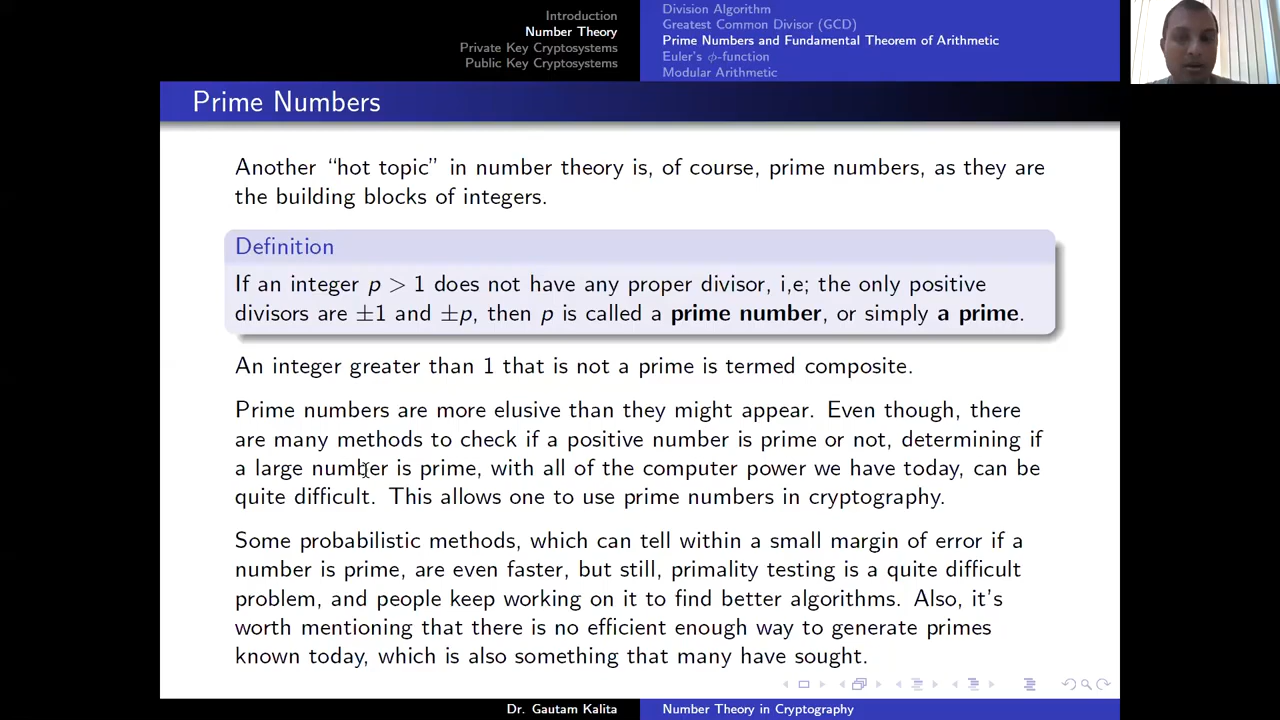 Introduction
Number Theory
Private Key Cryptosystems
Public Key Cryptosystems
Division Algorithm
Greatest Common Divisor (GCD)
Prime Numbers and Fundamental Theorem of Arithmetic
Euler's ϕ-function
Modular Arithmetic
Prime Numbers
Another “hot topic” in number theory is, of course, prime numbers, as they are
the building blocks of integers.
Definition
If an integer p > 1 does not have any proper divisor, i,e; the only positive
divisors are ±1 and ±p, then p is called a prime number, or simply a prime.
An integer greater than 1 that is not a prime is termed composite.
Prime numbers are more elusive than they might appear. Even though, there
are many methods to check if a positive number is prime or not, determining if
a large number is prime, with all of the computer power we have today, can be
quite difficult. This allows one to use prime numbers in cryptography.
Some probabilistic methods, which can tell within a small margin of error if a
number is prime, are even faster, but still, primality testing is a quite difficult
problem, and people keep working on it to find better algorithms. Also, it's
worth mentioning that there is no efficient enough way to generate primes
known today, which is also something that many have sought.
Dr. Gautam Kalita
Number Theory in Cryptography